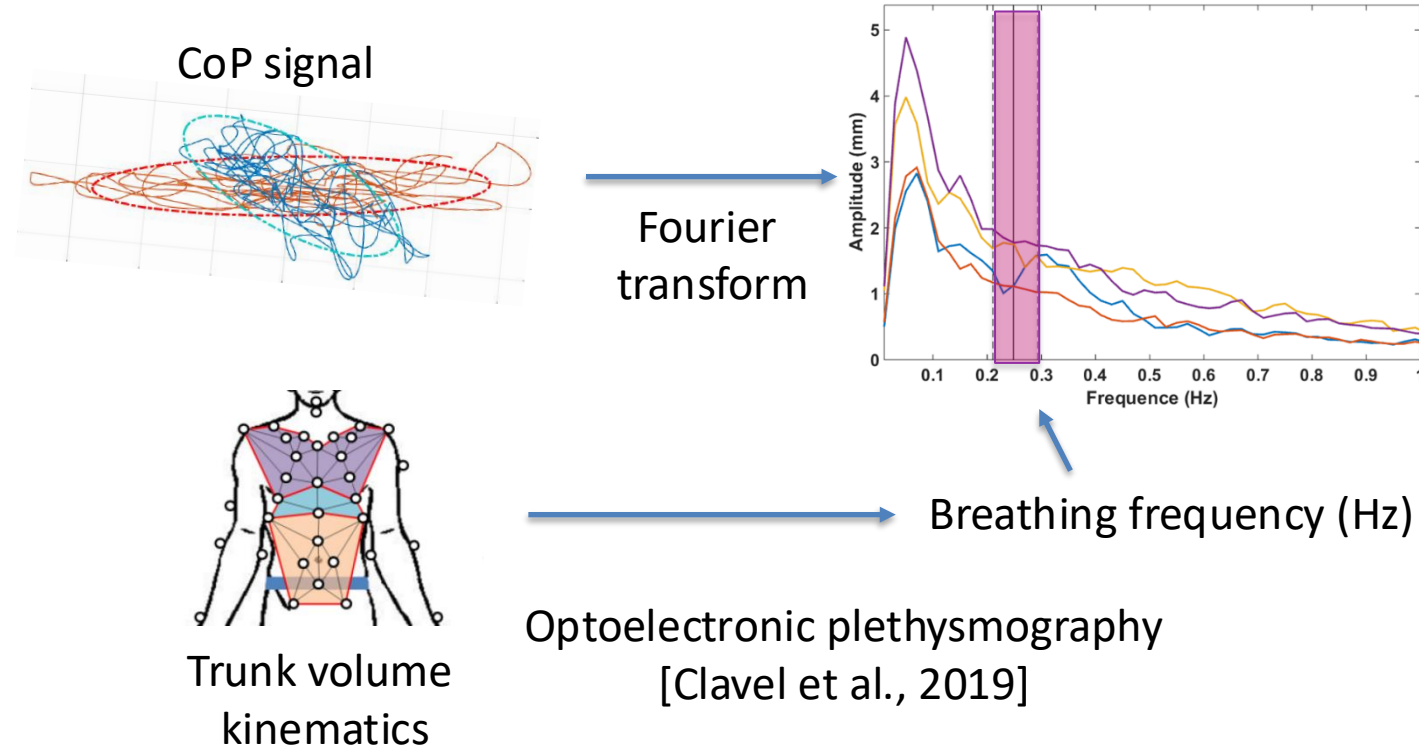 CoP signal
Fourier
transform
Amplitude (mm)
5
4
3
2
1
0
0.1 0.2 0.3 0.4 0.5 0.6 0.7 0.8 0.9 1
Frequence (Hz)
Breathing frequency (Hz)
Trunk volume
kinematics
Optoelectronic plethysmography
[Clavel et al., 2019]